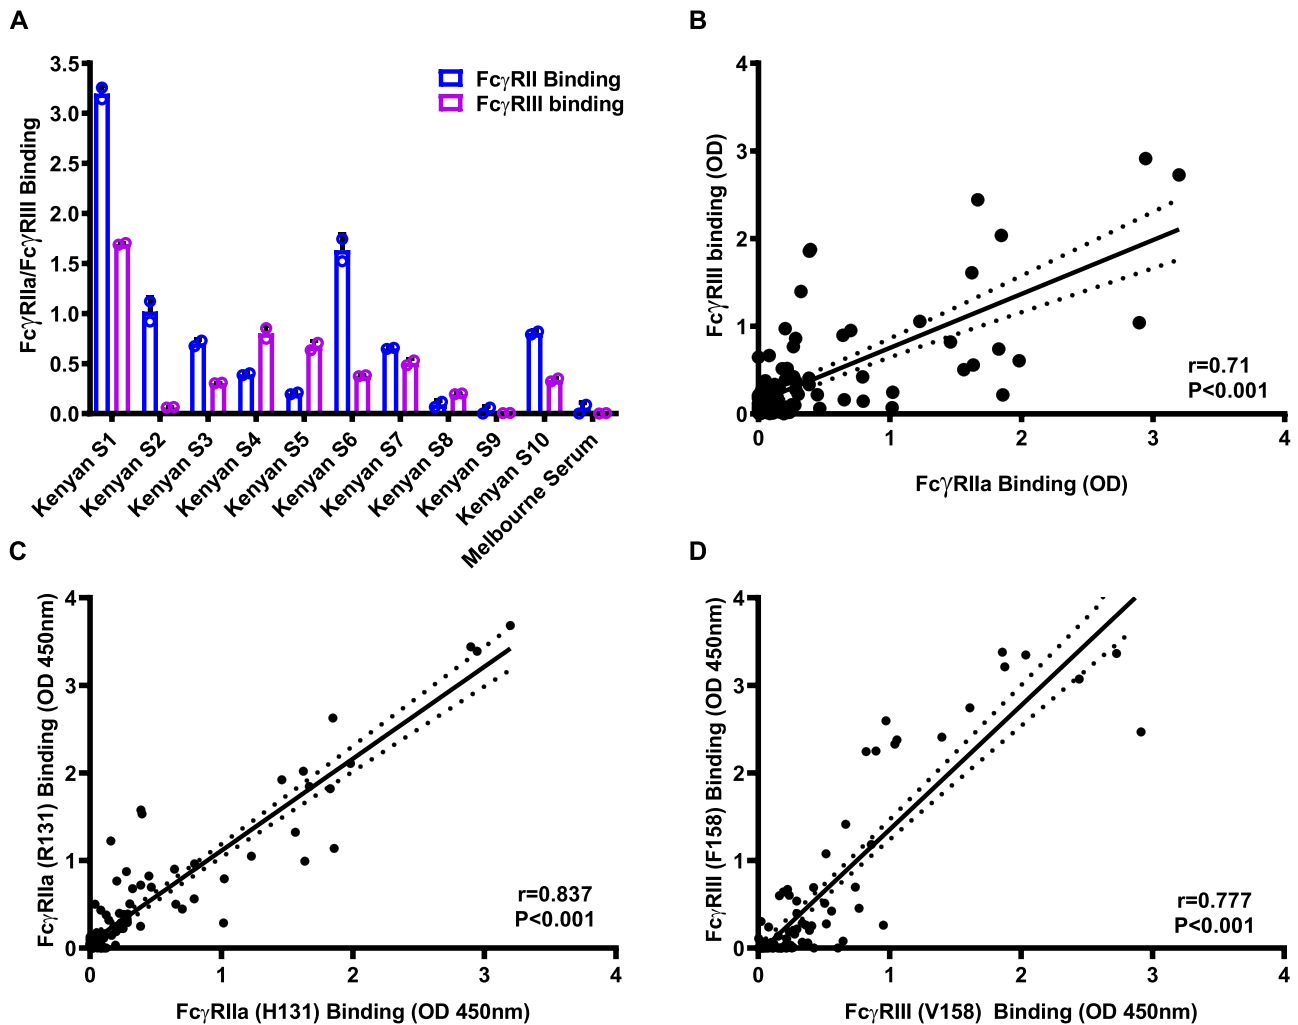 A
FcγRIIa/FcγRIII Binding
3.5
3.0
2.5
2.0
1.5
1.0
0.5
0.0
FcγRII Binding
FcγRIII binding
Kenyan S1
Kenyan S2
Kenyan S3
Kenyan S4
Kenyan S5
Kenyan S6
Kenyan S7
Kenyan S8
Kenyan S9
Kenyan S10
Melbourne Serum
B
FcγRIII binding (OD)
4
3
2
1
0
r=0.71
P<0.001
0 1 2 3 4
FcγRIIa Binding (OD)
C
FcγRIIa (R131) Binding (OD 450nm)
4
3
2
1
0
r=0.837
P<0.001
0 1 2 3 4
FcγRIIa (H131) Binding (OD 450nm)
D
FcγRIII (F158) Binding (OD 450nm)
4
3
2
1
0
r=0.777
P<0.001
0 1 2 3 4
FcγRIII (V158) Binding (OD 450nm)